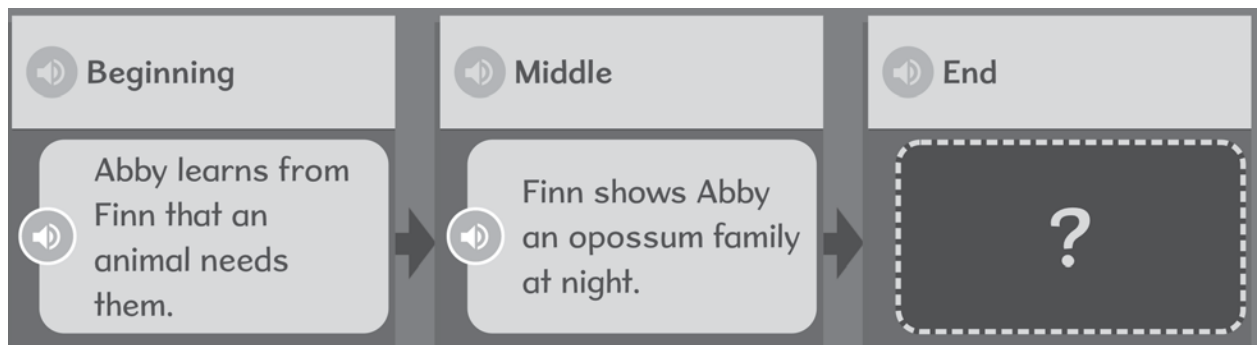 Beginning
Abby learns from
Finn that an
animal needs
them.
Middle
Finn shows Abby
an opossum family
at night.
End
?